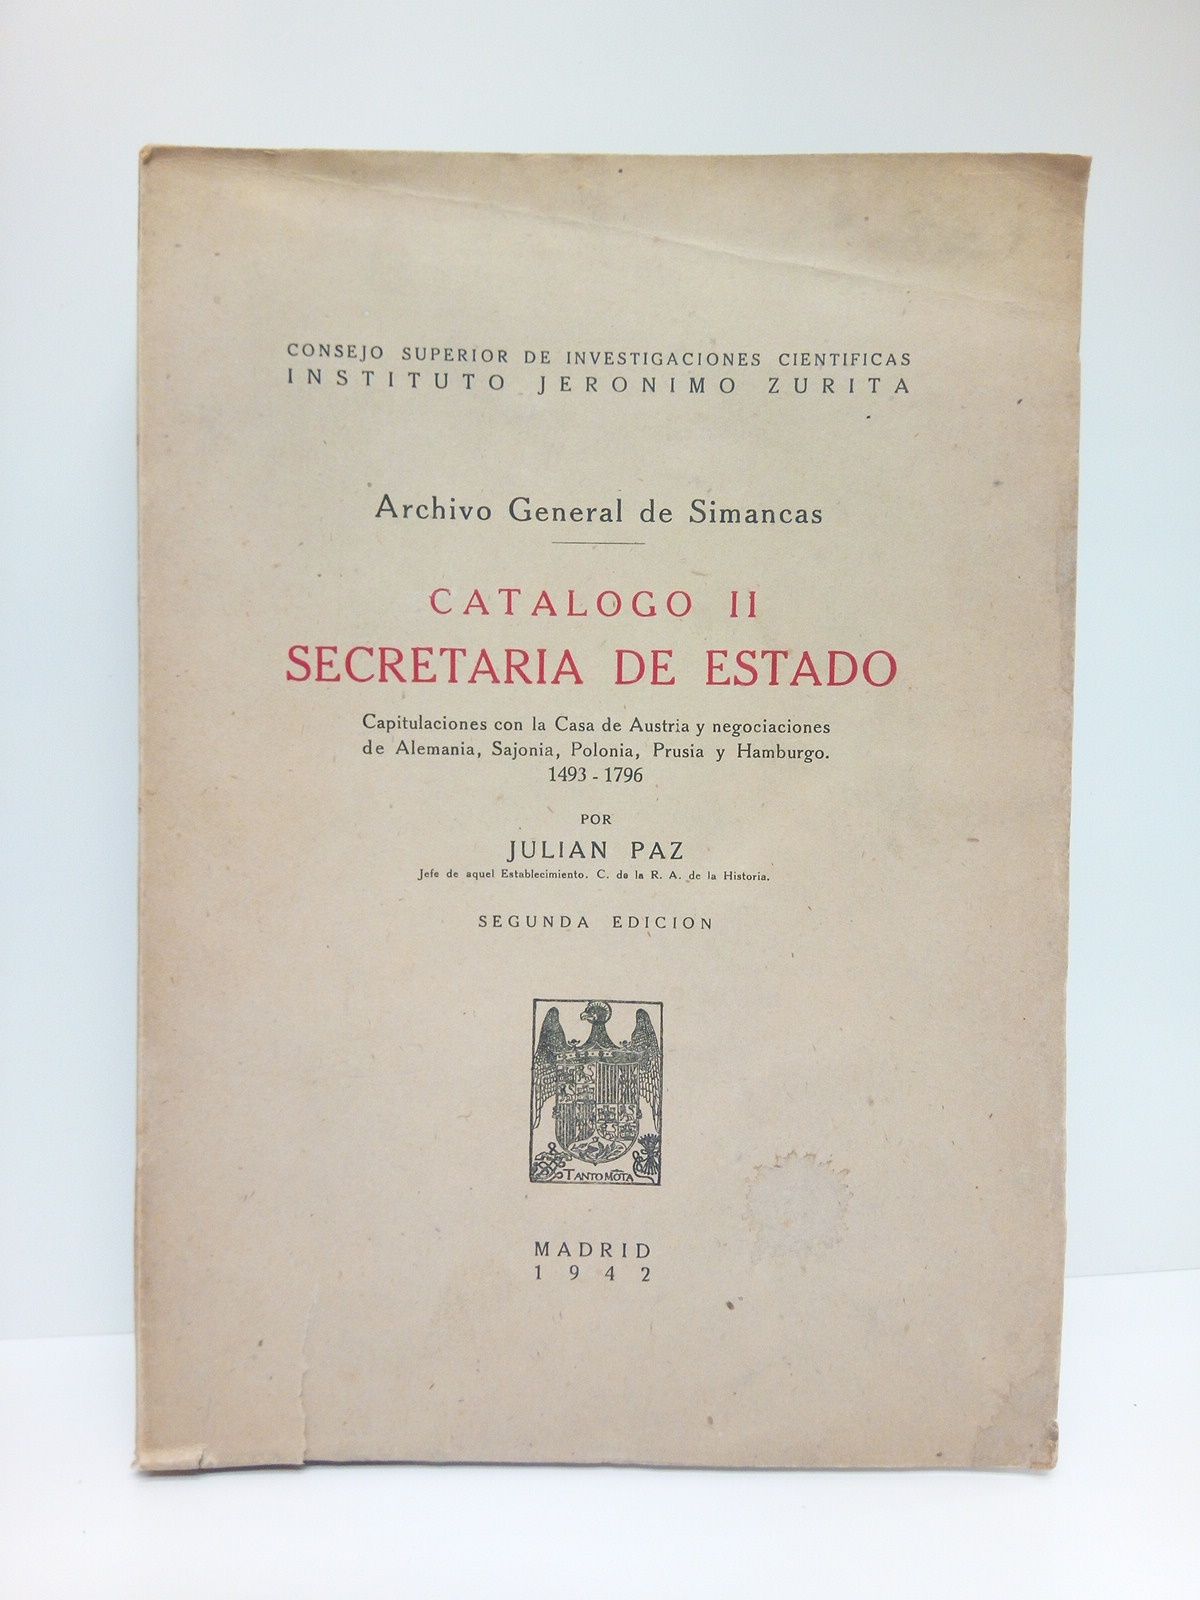 CONSEJO SUPERIOR DE INVESTIGACIONES CIENTIFICAS
INSTITUTO JERONIMO ZURITA
Archivo General de Simancas
CATALOGO II
SECRETARIA DE ESTADO
Capitulaciones con la Casa de Austria y negociaciones
de Alemania, Sajonia, Polonia, Prusia y Hamburgo.
1493 - 1796
POR
JULIAN PAZ
Jefe de aquel Establecimiento. C. de la R. A. de la Historia.
SEGUNDA EDICION
TANTO MOTA
MADRID
1942